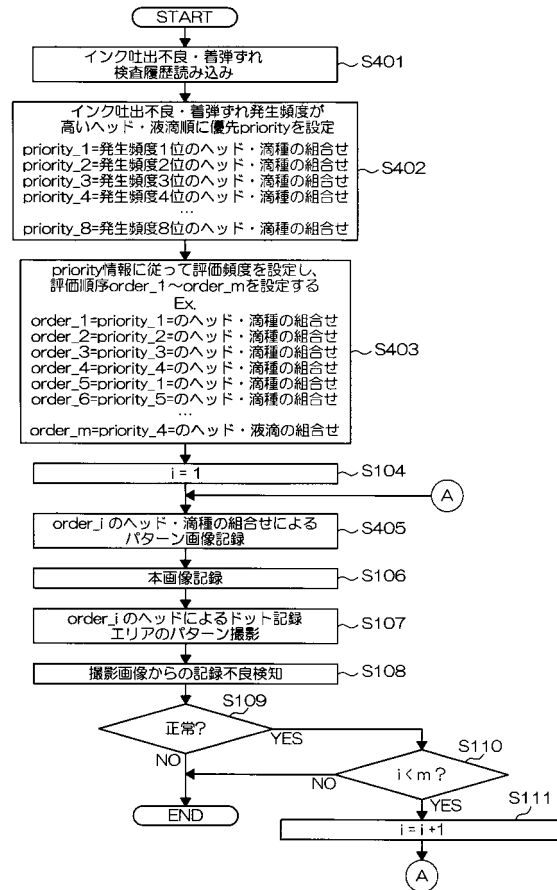 START
インク吐出不良・着弾ずれ
検査履歴読み込み
S401
インク吐出不良・着弾ずれ発生頻度が
高いヘッド・液滴順に優先priorityを設定
priority_1=発生頻度1位のヘッド・滴種の組合せ
priority_2=発生頻度2位のヘッド・滴種の組合せ
priority_3=発生頻度3位のヘッド・滴種の組合せ
priority_4=発生頻度4位のヘッド・滴種の組合せ
…
priority_8=発生頻度8位のヘッド・滴種の組合せ
S402
priority情報に従って評価頻度を設定し、
評価順序order_1～order_mを設定する
Ex.
order_1=priority_1=のヘッド・滴種の組合せ
order_2=priority_2=のヘッド・滴種の組合せ
order_3=priority_3=のヘッド・滴種の組合せ
order_4=priority_4=のヘッド・滴種の組合せ
order_5=priority_1=のヘッド・滴種の組合せ
order_6=priority_5=のヘッド・滴種の組合せ
…
order_m=priority_4=のヘッド・液滴の組合せ
S403
i = 1
S104
A
order_i のヘッド・滴種の組合せによる
パターン画像記録
S405
本画像記録
S106
order_i のヘッドによるドット記録
エリアのパターン撮影
S107
撮影画像からの記録不良検知
S108
S109
正常?
YES
NO
S110
i<m ?
NO
YES
END
S111
i = i +1
A